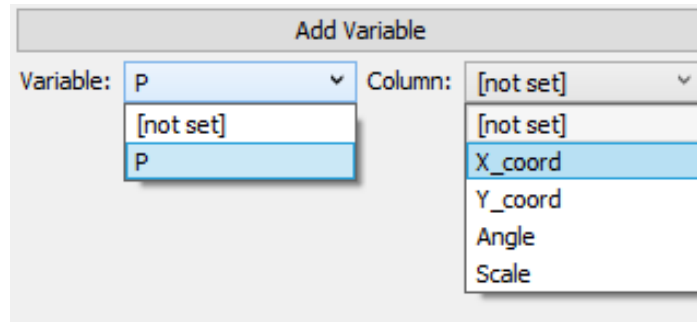 Add Variable
Variable: P Column: [not set]
[not set] [not set]
P X_coord
Y_coord
Angle
Scale